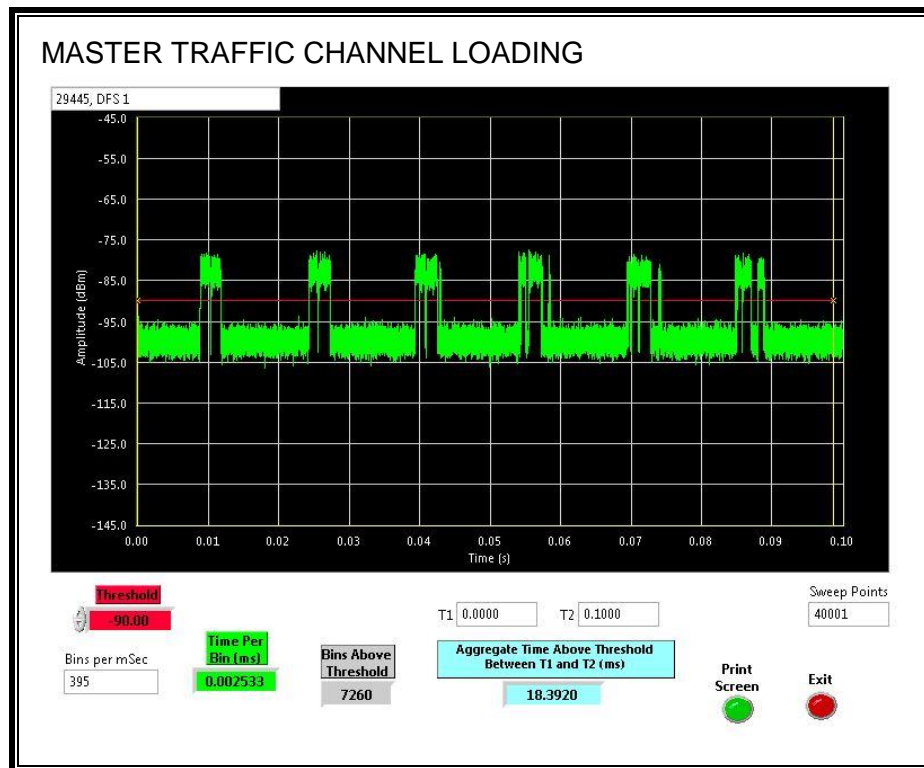 MASTER TRAFFIC CHANNEL LOADING
29445, DFS 1
-45.0
-55.0
-65.0
-75.0
-85.0
-95.0
-105.0
-115.0
-125.0
-145.0
Amplitude (dBm)
0.00 0.01 0.02 0.03 0.04 0.05 0.06 0.07 0.08 0.09 0.10
Time (s)
Threshold
-90.00
T1 0.0000 T2 0.1000
Sweep Points
40001
Bins per mSec
395
Time Per
Bin (ms)
0.002533
Bins Above
Threshold
7260
Aggregate Time Above Threshold
Between T1 and T2 (ms)
18.3920
Print
Screen
Exit